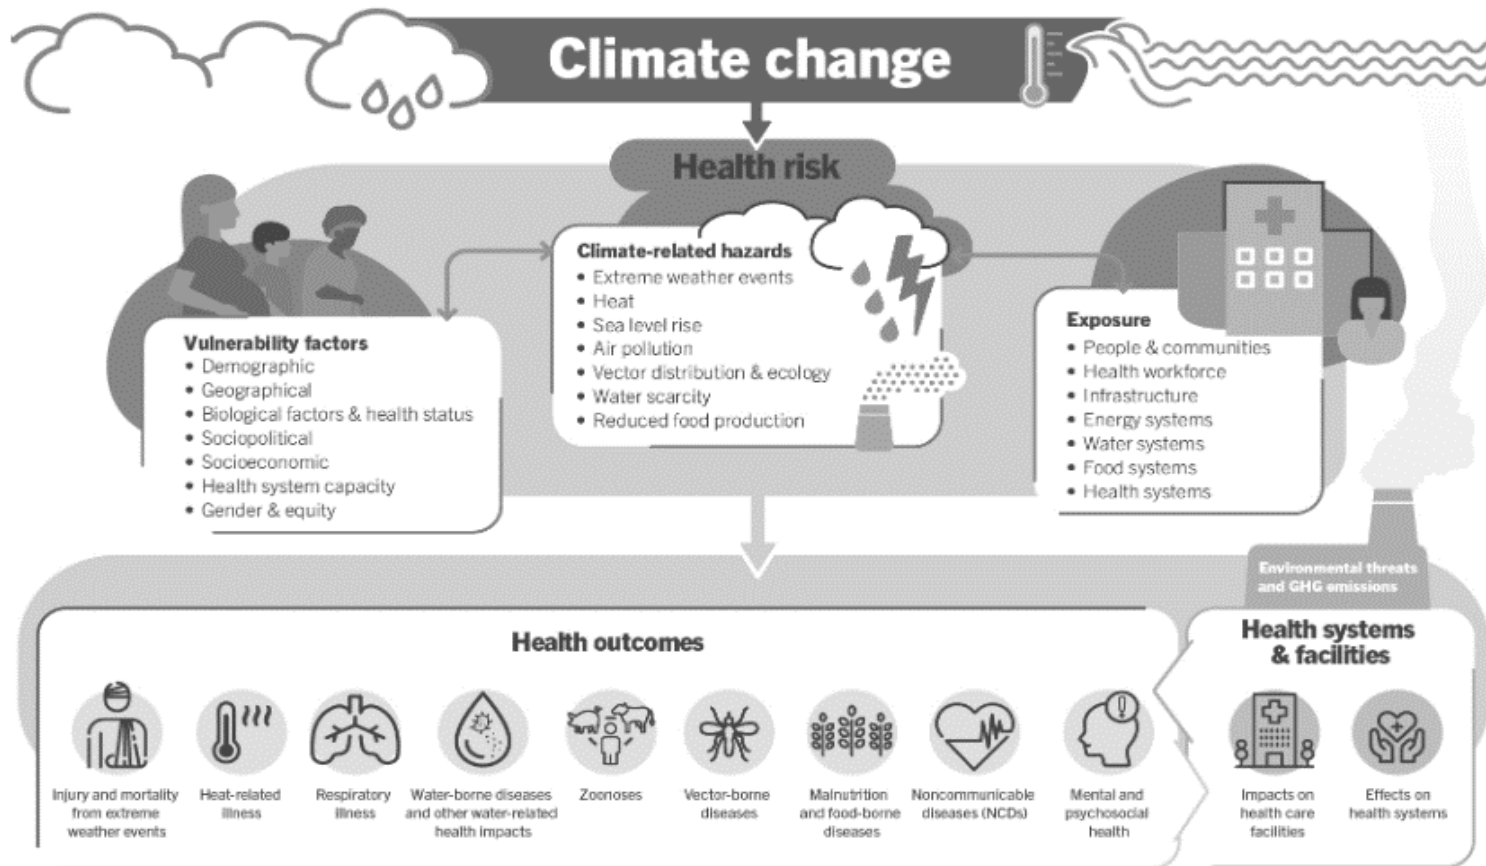 Climate change
Health risk
Climate-related hazards
• Extreme weather events
• Heat
• Sea level rise
• Air pollution
• Vector distribution & ecology
• Water scarcity
• Reduced food production
Vulnerability factors
• Demographic
• Geographical
• Biological factors & health status
• Sociopolitical
• Socioeconomic
• Health system capacity
• Gender & equity
Exposure
• People & communities
• Health workforce
• Infrastructure
• Energy systems
• Water systems
• Food systems
• Health systems
Environmental threats
and GHG emissions
Health outcomes
Injury and mortality
from extreme
weather events
Heat-related
illness
Respiratory
illness
Water-borne diseases
and other water-related
health impacts
Zoonoses
Vector-borne
diseases
Malnutrition
and food-borne
diseases
Noncommunicable
diseases (NCDs)
Mental and
psychosocial
health
Health systems
& facilities
Impacts on
health care
facilities
Effects on
health systems